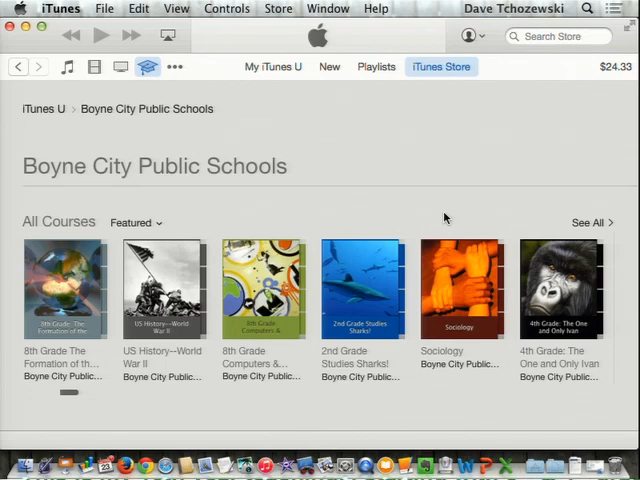 iTunes File Edit View Controls Store Window Help Dave Tchozewski
Search Store
My iTunes U New Playlists iTunes Store $24.33
iTunes U > Boyne City Public Schools
Boyne City Public Schools
All Courses Featured See All >
8th Grade: The
Formation of the
US History--World
War II
8th Grade
Computers &
2nd Grade Studies
Sharks!
Sociology
4th Grade: The One
and Only Ivan
8th Grade The
Formation of th...
Boyne City Public...
US History--World
War II
Boyne City Public...
8th Grade
Computers &...
Boyne City Public...
2nd Grade
Studies Sharks!
Boyne City Public...
Sociology
Boyne City Public...
4th Grade: The
One and Only Ivan
Boyne City Public...
23